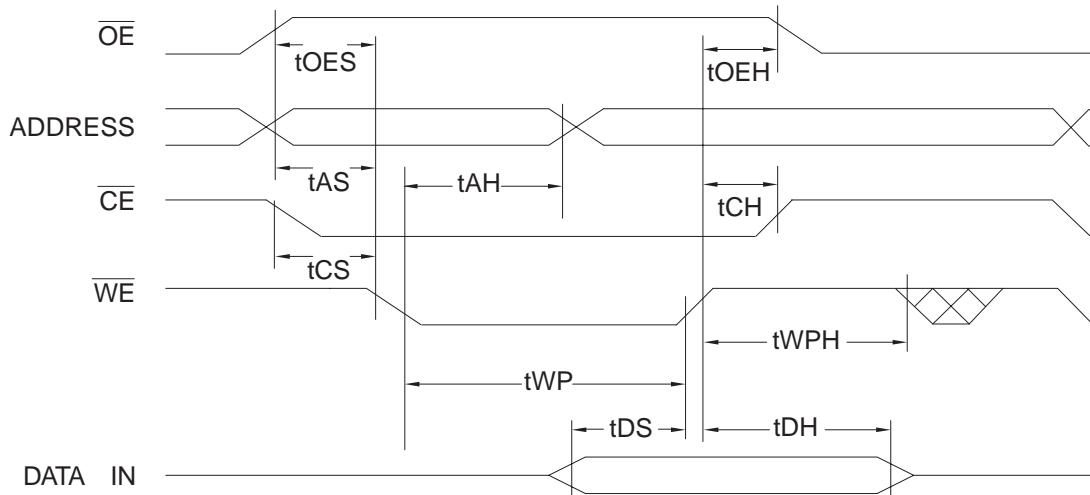 OE
tOES
tOEH
ADDRESS
tAS
tAH
CE
tCH
tCS
WE
tWPH
tWP
tDS
tDH
DATA IN